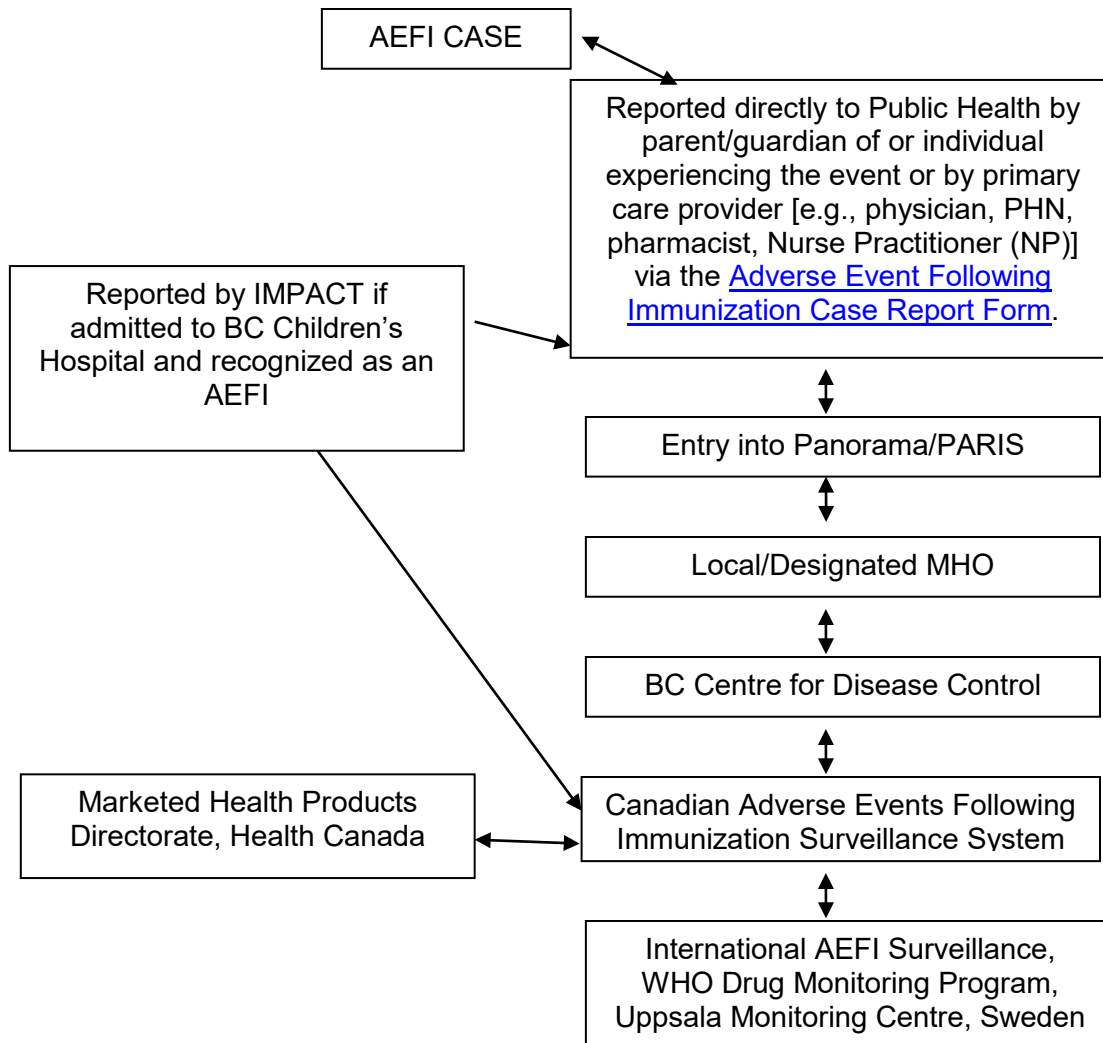 AEFI CASE
Reported directly to Public Health by
parent/guardian of or individual
experiencing the event or by primary
care provider [e.g., physician, PHN,
pharmacist, Nurse Practitioner (NP)]
via the Adverse Event Following
Immunization Case Report Form.
Reported by IMPACT if
admitted to BC Children’s
Hospital and recognized as an
AEFI
Entry into Panorama/PARIS
Local/Designated MHO
BC Centre for Disease Control
Marketed Health Products
Directorate, Health Canada
Canadian Adverse Events Following
Immunization Surveillance System
International AEFI Surveillance,
WHO Drug Monitoring Program,
Uppsala Monitoring Centre, Sweden